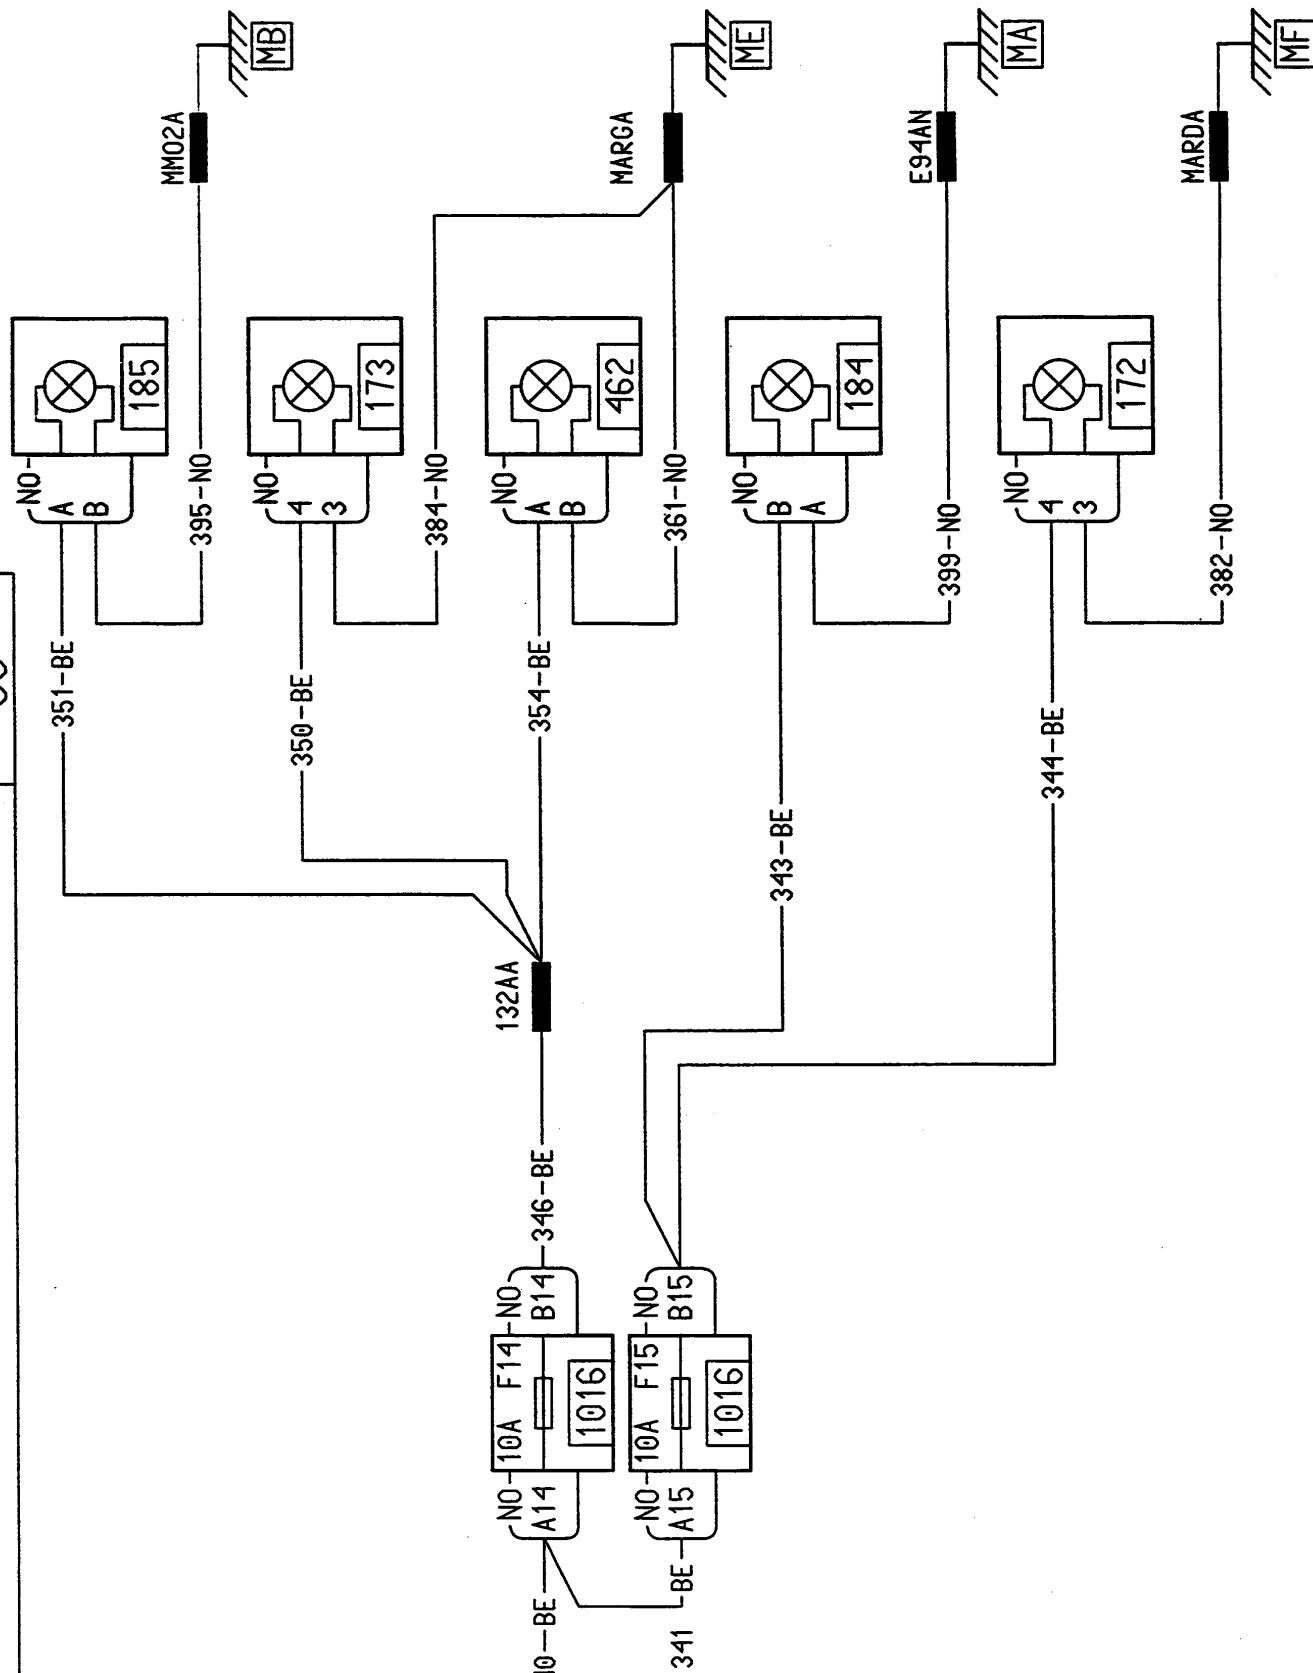 MB
ME
MA
MF
MM02A
MARGA
E94AN
MARDA
185
173
462
184
172
NO
A
B
395-NO
NO
4
3
384-NO
NO
A
B
361-NO
NO
B
A
399-NO
NO
4
3
382-NO
351-BE
350-BE
354-BE
343-BE
344-BE
132AA
346-BE
NO
B14
NO
B15
10A F14
1016
10A F15
1016
NO
A14
NO
A15
BE
BE
341